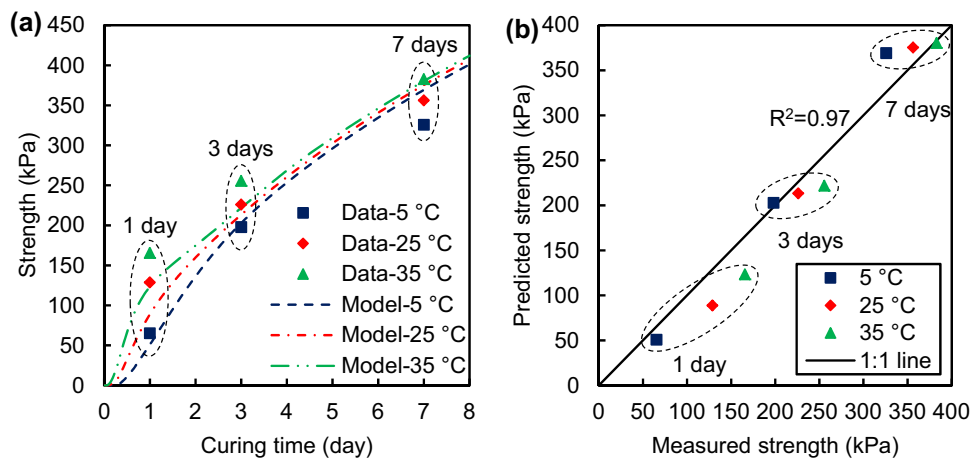 (a)
450
400
350
300
250
200
150
100
50
0
Strength (kPa)
0 1 2 3 4 5 6 7 8
Curing time (day)
1 day
3 days
7 days
Data-5 °C
Data-25 °C
Data-35 °C
Model-5 °C
Model-25 °C
Model-35 °C
(b)
400
350
300
250
200
150
100
50
0
Predicted strength (kPa)
0 50 100 150 200 250 300 350 400
Measured strength (kPa)
R²=0.97
7 days
3 days
1 day
5 °C
25 °C
35 °C
1:1 line